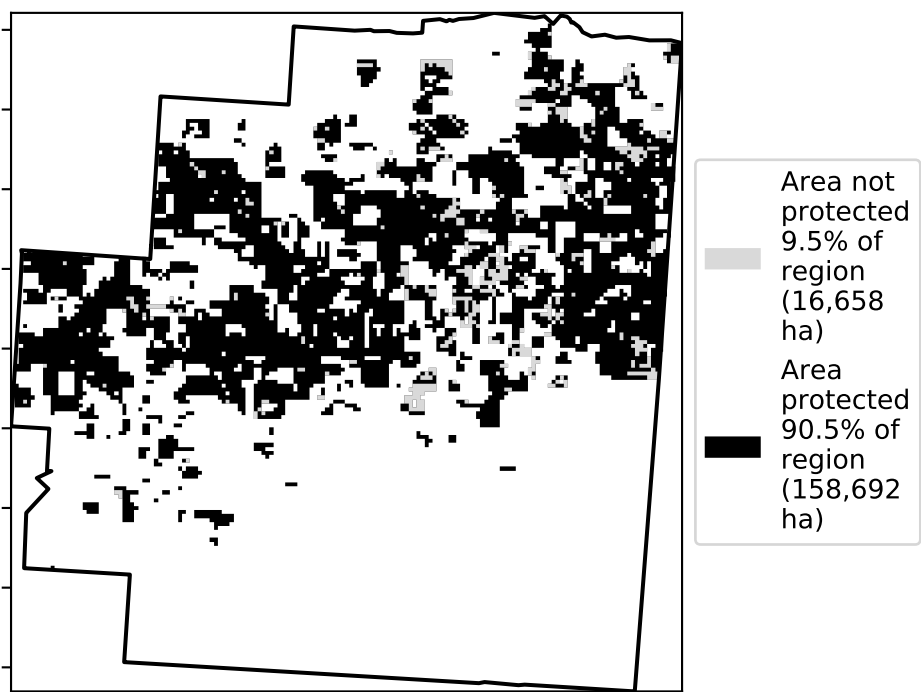 Area not
protected
9.5% of
region
(16,658
ha)
Area
protected
90.5% of
region
(158,692
ha)